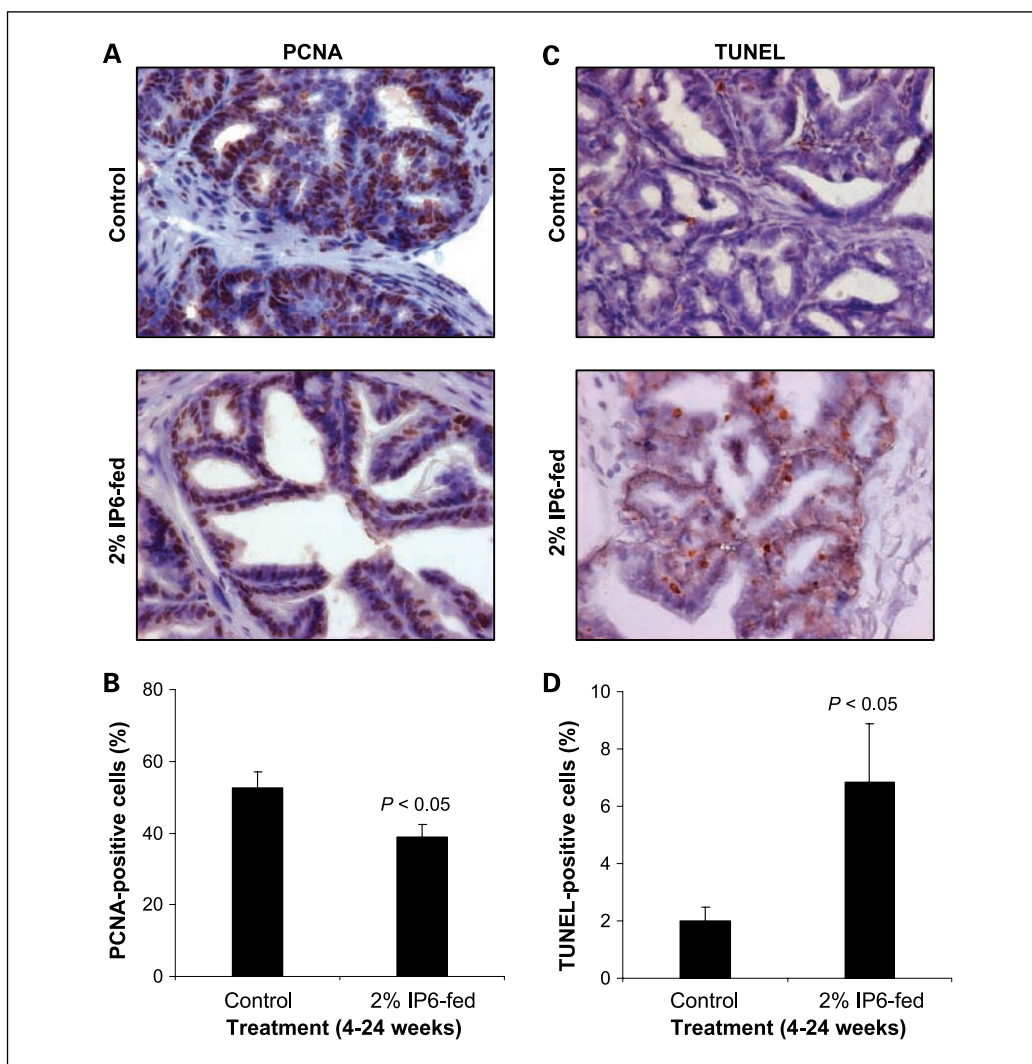 A
PCNA
C
TUNEL
Control
Control
2% IP6-fed
2% IP6-fed
B
PCNA-positive cells (%)
80
60
40
20
0
P < 0.05
Control
2% IP6-fed
Treatment (4-24 weeks)
D
TUNEL-positive cells (%)
10
8
6
4
2
0
P < 0.05
Control
2% IP6-fed
Treatment (4-24 weeks)